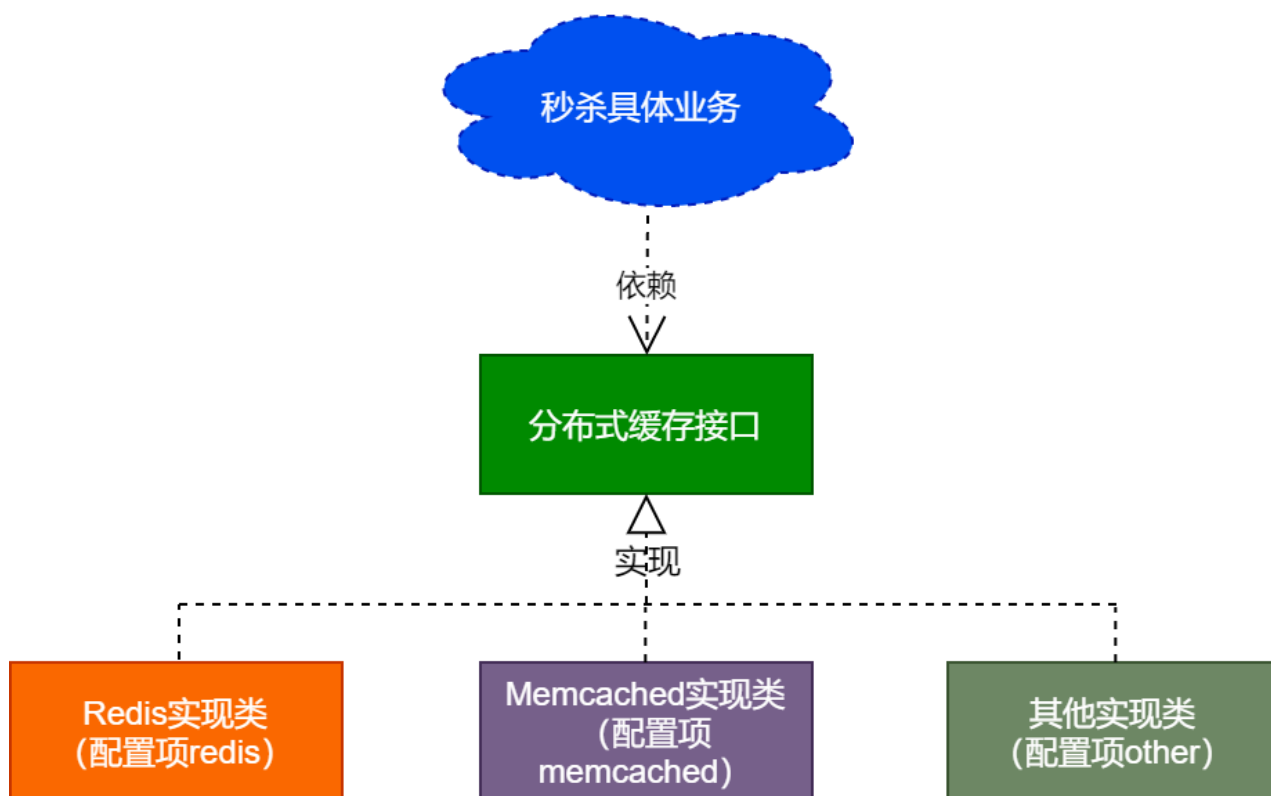 秒杀具体业务
依赖
分布式缓存接口
实现
Redis实现类
（配置项redis）
Memcached实现类
（配置项
memcached）
其他实现类
（配置项other）